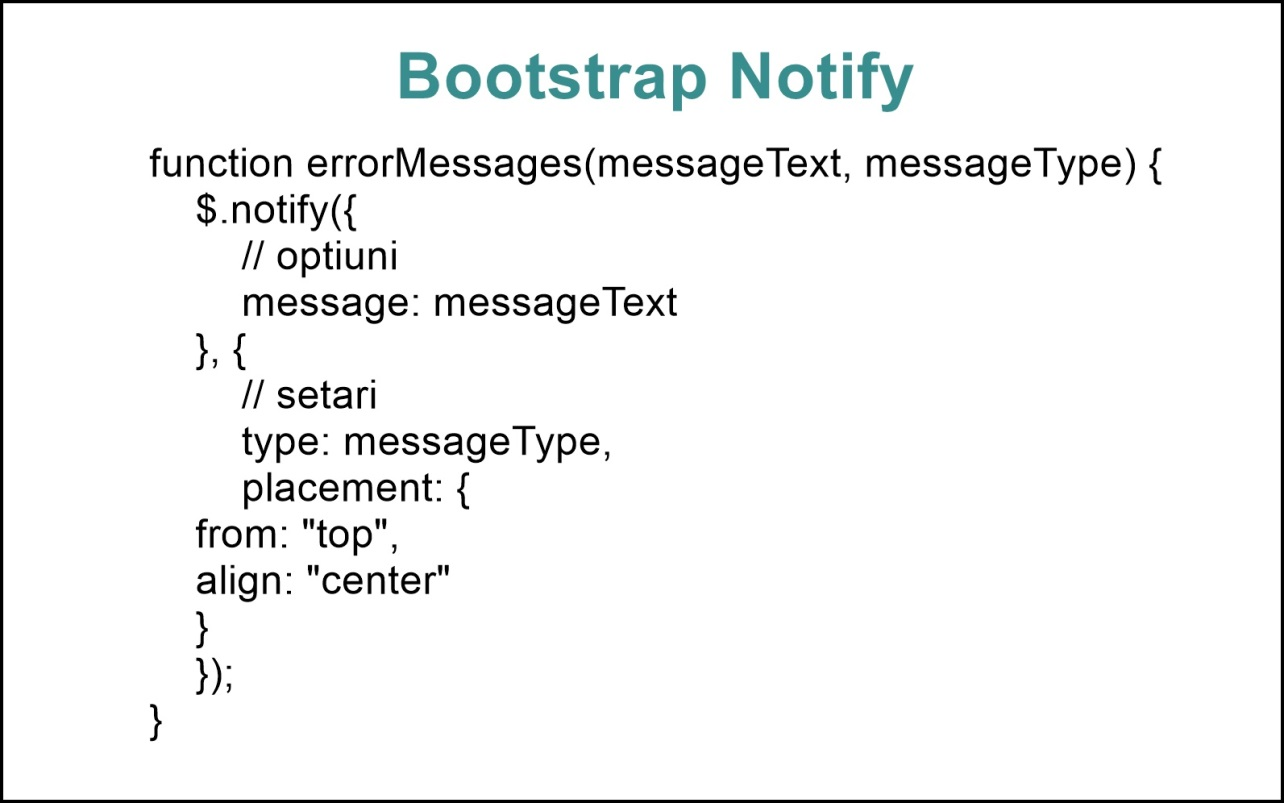 Bootstrap Notify
function errorMessages(messageText, messageType) {
$.notify({
// optiuni
message: messageText
}, {
// setari
type: messageType,
placement: {
from: "top",
align: "center"
}
});
}